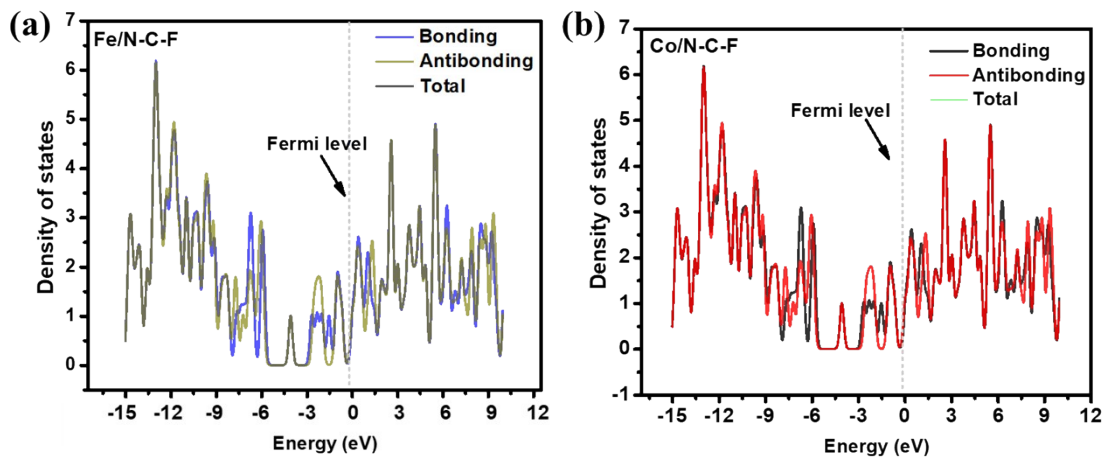 (a)
Fe/N-C-F
Bonding
Antibonding
Total
Fermi level
Density of states
7
6
5
4
3
2
1
0
-15 -12 -9 -6 -3 0 3 6 9 12
Energy (eV)
(b)
Co/N-C-F
Bonding
Antibonding
Total
Fermi level
Density of states
7
6
5
4
3
2
1
0
-1
-15 -12 -9 -6 -3 0 3 6 9 12
Energy (eV)